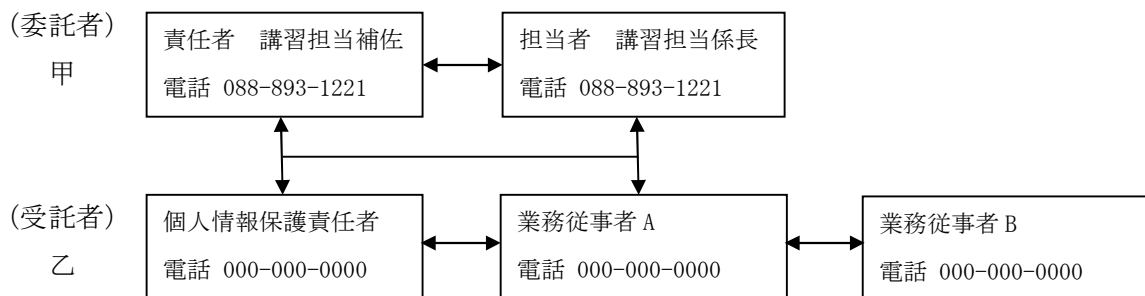 (委託者)
甲
責任者　講習担当補佐
電話 088-893-1221
担当者　講習担当係長
電話 088-893-1221
(受託者)
乙
個人情報保護責任者
電話 000-000-0000
業務従事者 A
電話 000-000-0000
業務従事者 B
電話 000-000-0000